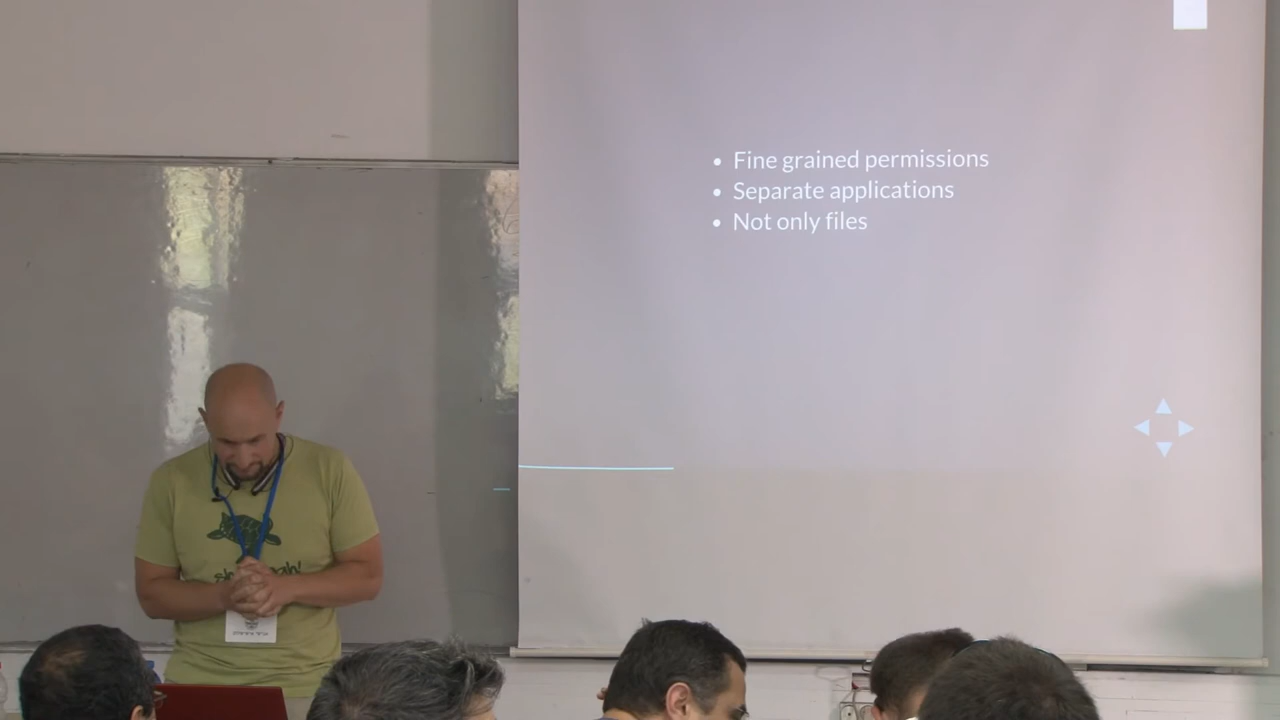 Fine grained permissions
Separate applications
Not only files